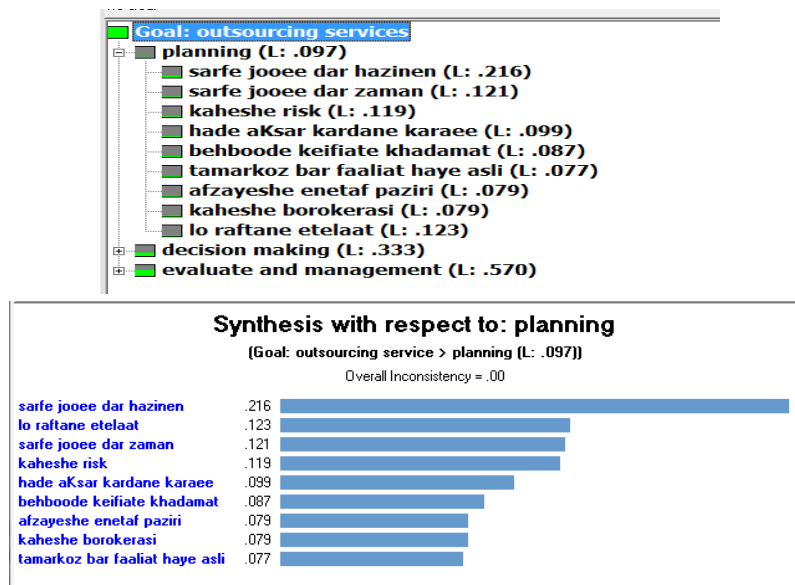 Goal: outsourcing services
planning (L: .097)
sarfe jooee dar hazinen (L: .216)
sarfe jooee dar zaman (L: .121)
kaheshe risk (L: .119)
hade aKsar kardane karaee (L: .099)
behboode keifiate khadamat (L: .087)
tamarkoz bar faaliat haye asli (L: .077)
afzayeshe enetaf paziri (L: .079)
kaheshe borokerasi (L: .079)
lo raftane etelaat (L: .123)
decision making (L: .333)
evaluate and management (L: .570)
Synthesis with respect to: planning
(Goal: outsourcing service > planning (L: .097))
Overall Inconsistency = .00
sarfe jooee dar hazinen .216
lo raftane etelaat .123
sarfe jooee dar zaman .121
kaheshe risk .119
hade aKsar kardane karaee .099
behboode keifiate khadamat .087
afzayeshe enetaf paziri .079
kaheshe borokerasi .079
tamarkoz bar faaliat haye asli .077